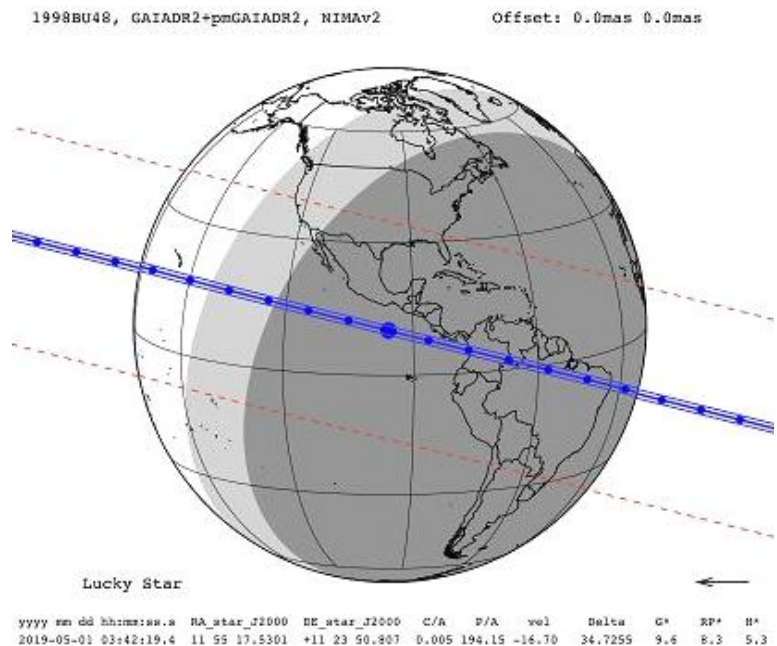 1998BU48, GAIADR2+pmGAIADR2, NIMAv2 Offset: 0.0mas 0.0mas
Lucky Star
yyyy mm dd hh:mm:ss.s RA_star_J2000 DE_star_J2000 C/A P/A vel Delta G* RP* H*
2019-05-01 03:42:19.4 11 55 17.5301 +11 23 50.807 0.005 194.15 -16.70 34.7255 9.6 8.3 5.3